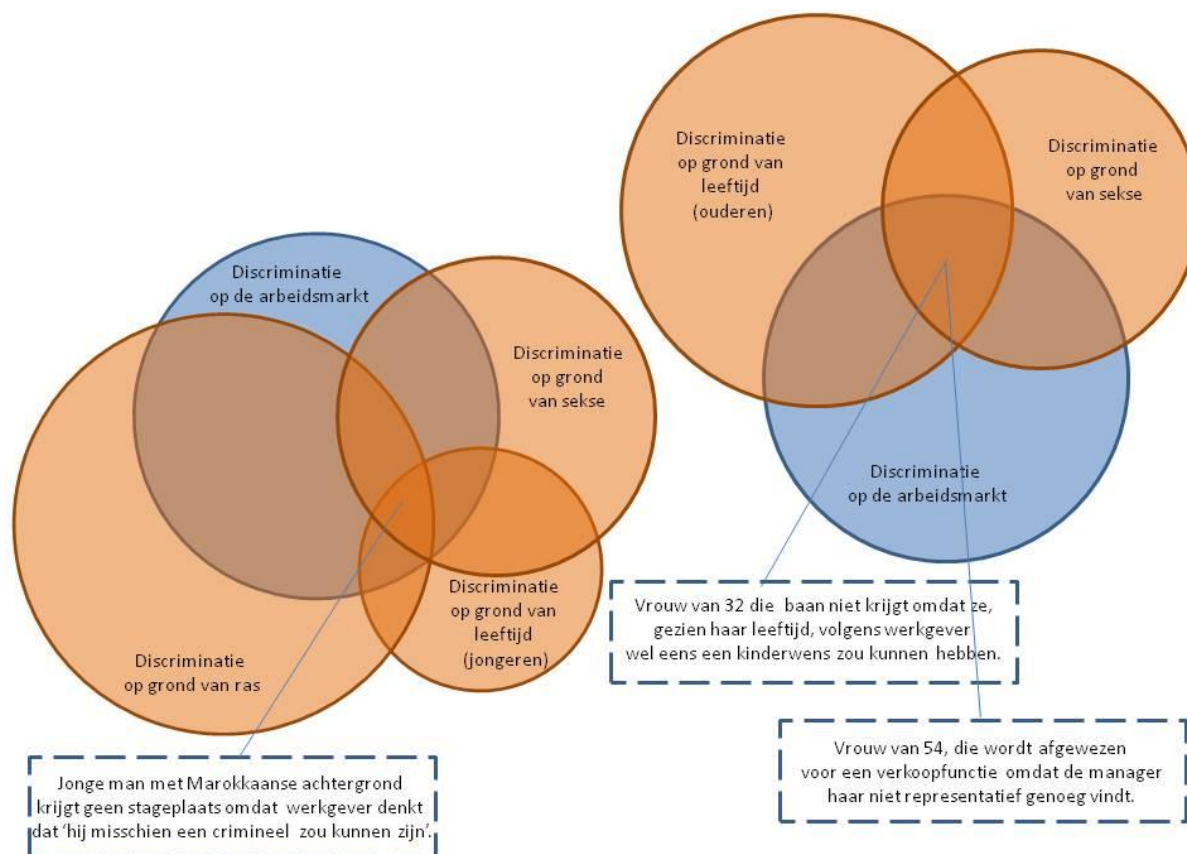 Discriminatie
op de arbeidsmarkt
Discriminatie
op grond
van sekse
Discriminatie
op grond van
leeftijd
(jongeren)
Discriminatie
op grond van ras
Jonge man met Marokkaanse achtergrond
krijgt geen stageplaats omdat werkgever denkt
dat ‘hij misschien een crimineel zou kunnen zijn’.
Discriminatie
op grond van
leeftijd
(ouderen)
Discriminatie
op grond
van sekse
Discriminatie
op de arbeidsmarkt
Vrouw van 32 die baan niet krijgt omdat ze,
gezien haar leeftijd, volgens werkgever
wel eens een kinderwens zou kunnen hebben.
Vrouw van 54, die wordt afgewezen
voor een verkoopfunctie omdat de manager
haar niet representatief genoeg vindt.